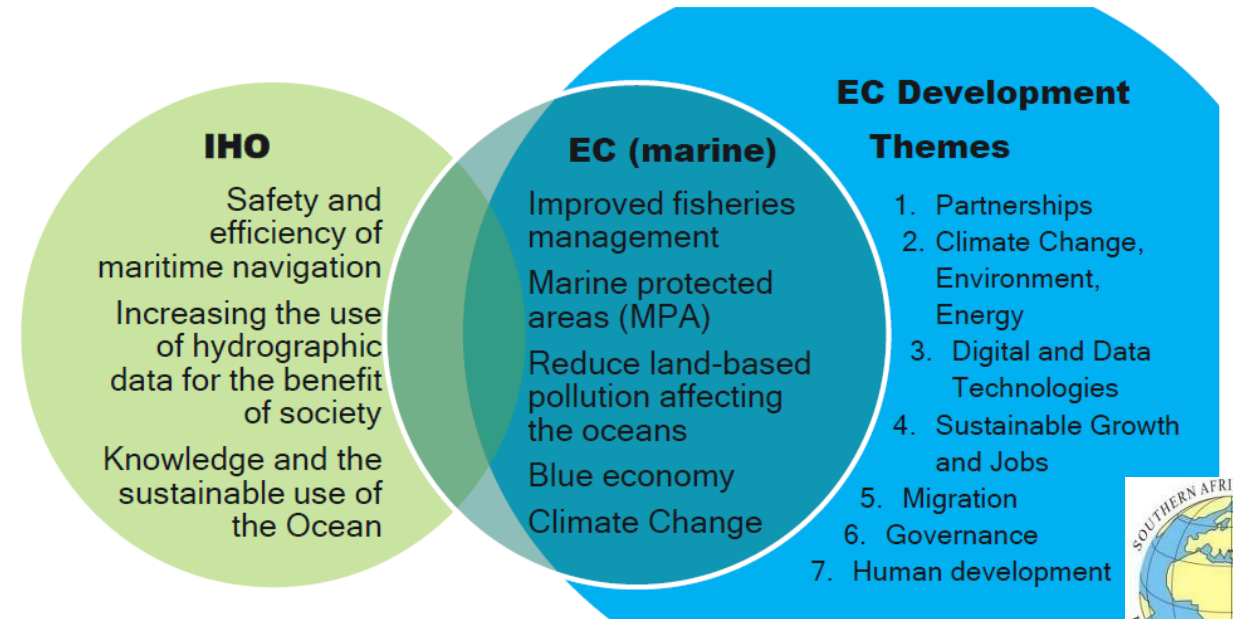 IHO
Safety and
efficiency of
maritime navigation
Increasing the use
of hydrographic
data for the benefit
of society
Knowledge and the
sustainable use of
the Ocean
EC (marine)
Improved fisheries
management
Marine protected
areas (MPA)
Reduce land-based
pollution affecting
the oceans
Blue economy
Climate Change
EC Development
Themes
1. Partnerships
2. Climate Change,
Environment,
Energy
3. Digital and Data
Technologies
4. Sustainable Growth
and Jobs
5. Migration
6. Governance
7. Human development
SOUTHERN AFRI